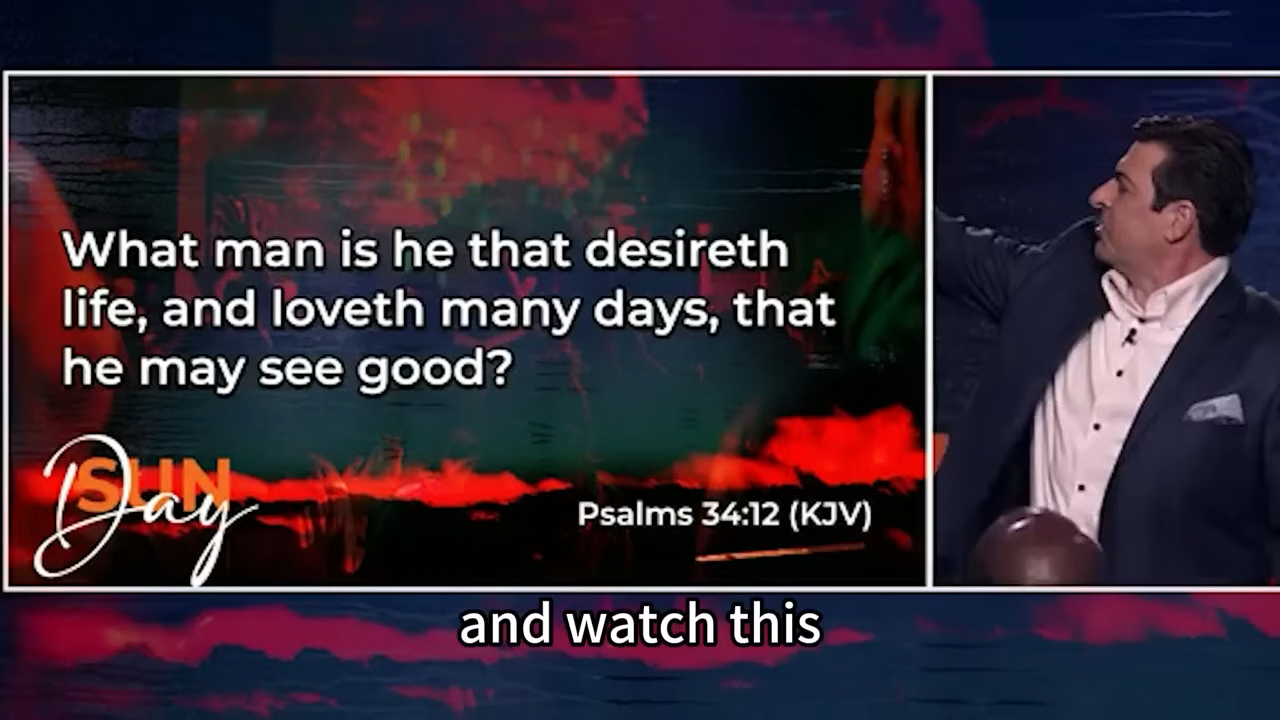 What man is he that desireth
life, and loveth many days, that
he may see good?
SUN
Day
Psalms 34:12 (KJV)
and watch this